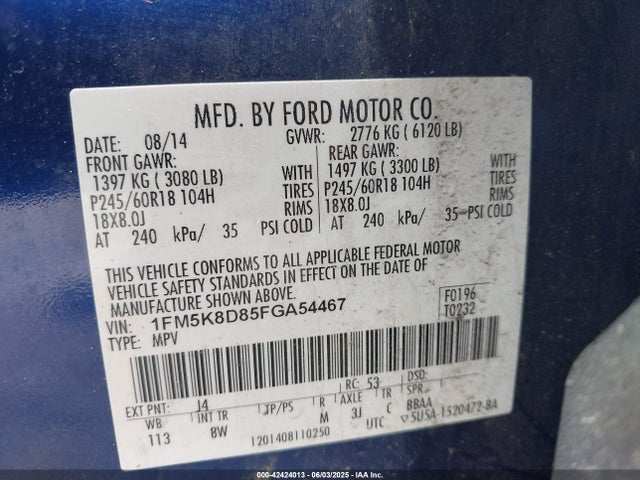 MFD. BY FORD MOTOR CO.
DATE: 08/14 GVWR: 2776 KG ( 6120 LB)
FRONT GAWR: REAR GAWR:
1397 KG ( 3080 LB) WITH 1497 KG ( 3300 LB) WITH
P245/60R18 104H TIRES P245/60R18 104H TIRES
18X8.0J RIMS 18X8.0J RIMS
AT 240 kPa/ 35 PSI COLD AT 240 kPa/ 35 PSI COLD
THIS VEHICLE CONFORMS TO ALL APPLICABLE FEDERAL MOTOR
VEHICLE SAFETY STANDARDS IN EFFECT ON THE DATE OF
MANUFACTURE SHOWN ABOVE.
VIN: 1FM5K8D85FGA54467 F0196
TYPE: MPV T0232
EXT PNT: J4 RC: 53 DSO:
WB INT TR TP/PS R AXLE TR SPR
113 BW M 3J C BBAA
1201408110250 UTC 5U5A-1520472-BA
000-42424013 - 06/03/2025 - IAA Holdings, LLC